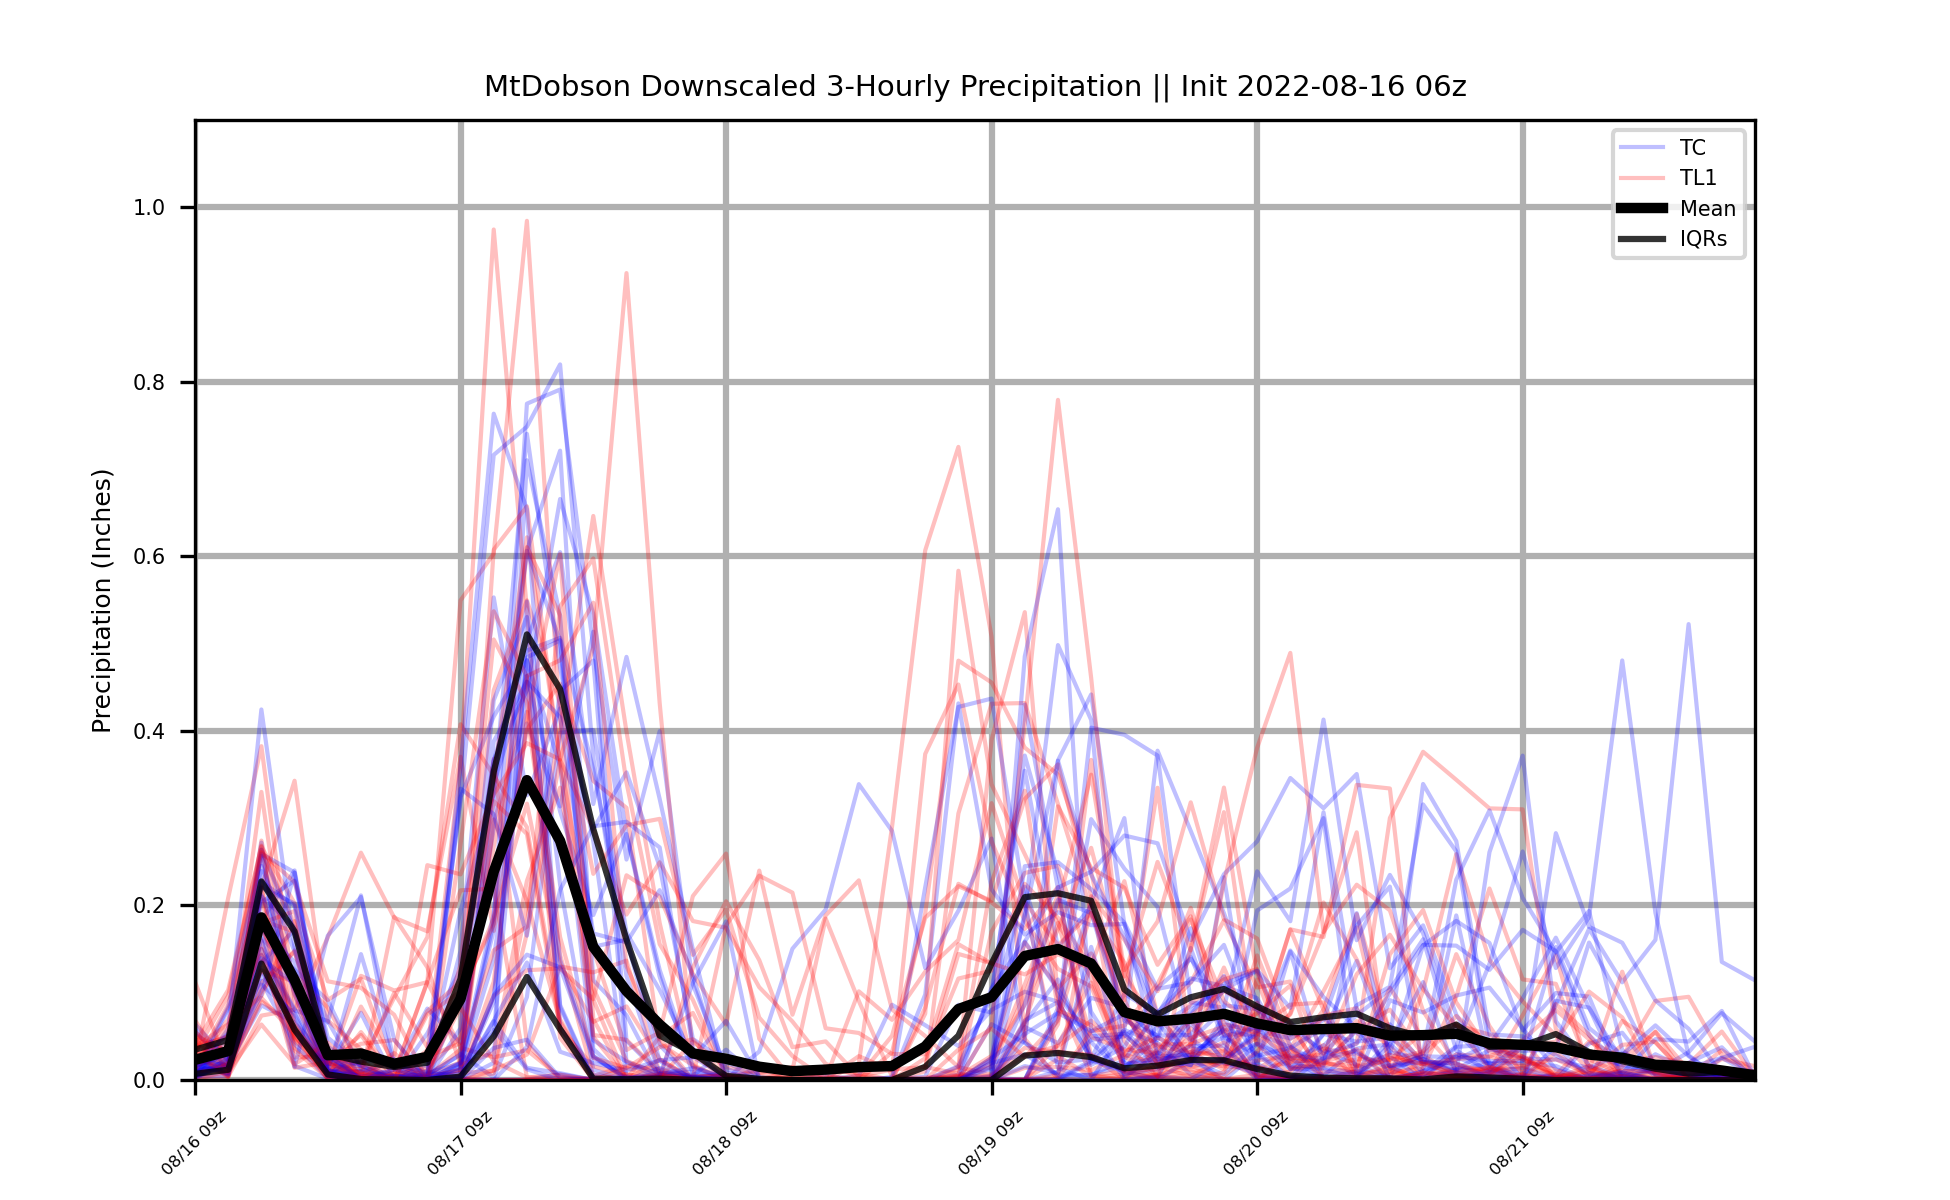 MtDobson Downscaled 3-Hourly Precipitation || Init 2022-08-16 06z
TC
TL1
Mean
IQRs
Precipitation (Inches)
1.0
0.8
0.6
0.4
0.2
0.0
08/16 09z
08/17 09z
08/18 09z
08/19 09z
08/20 09z
08/21 09z